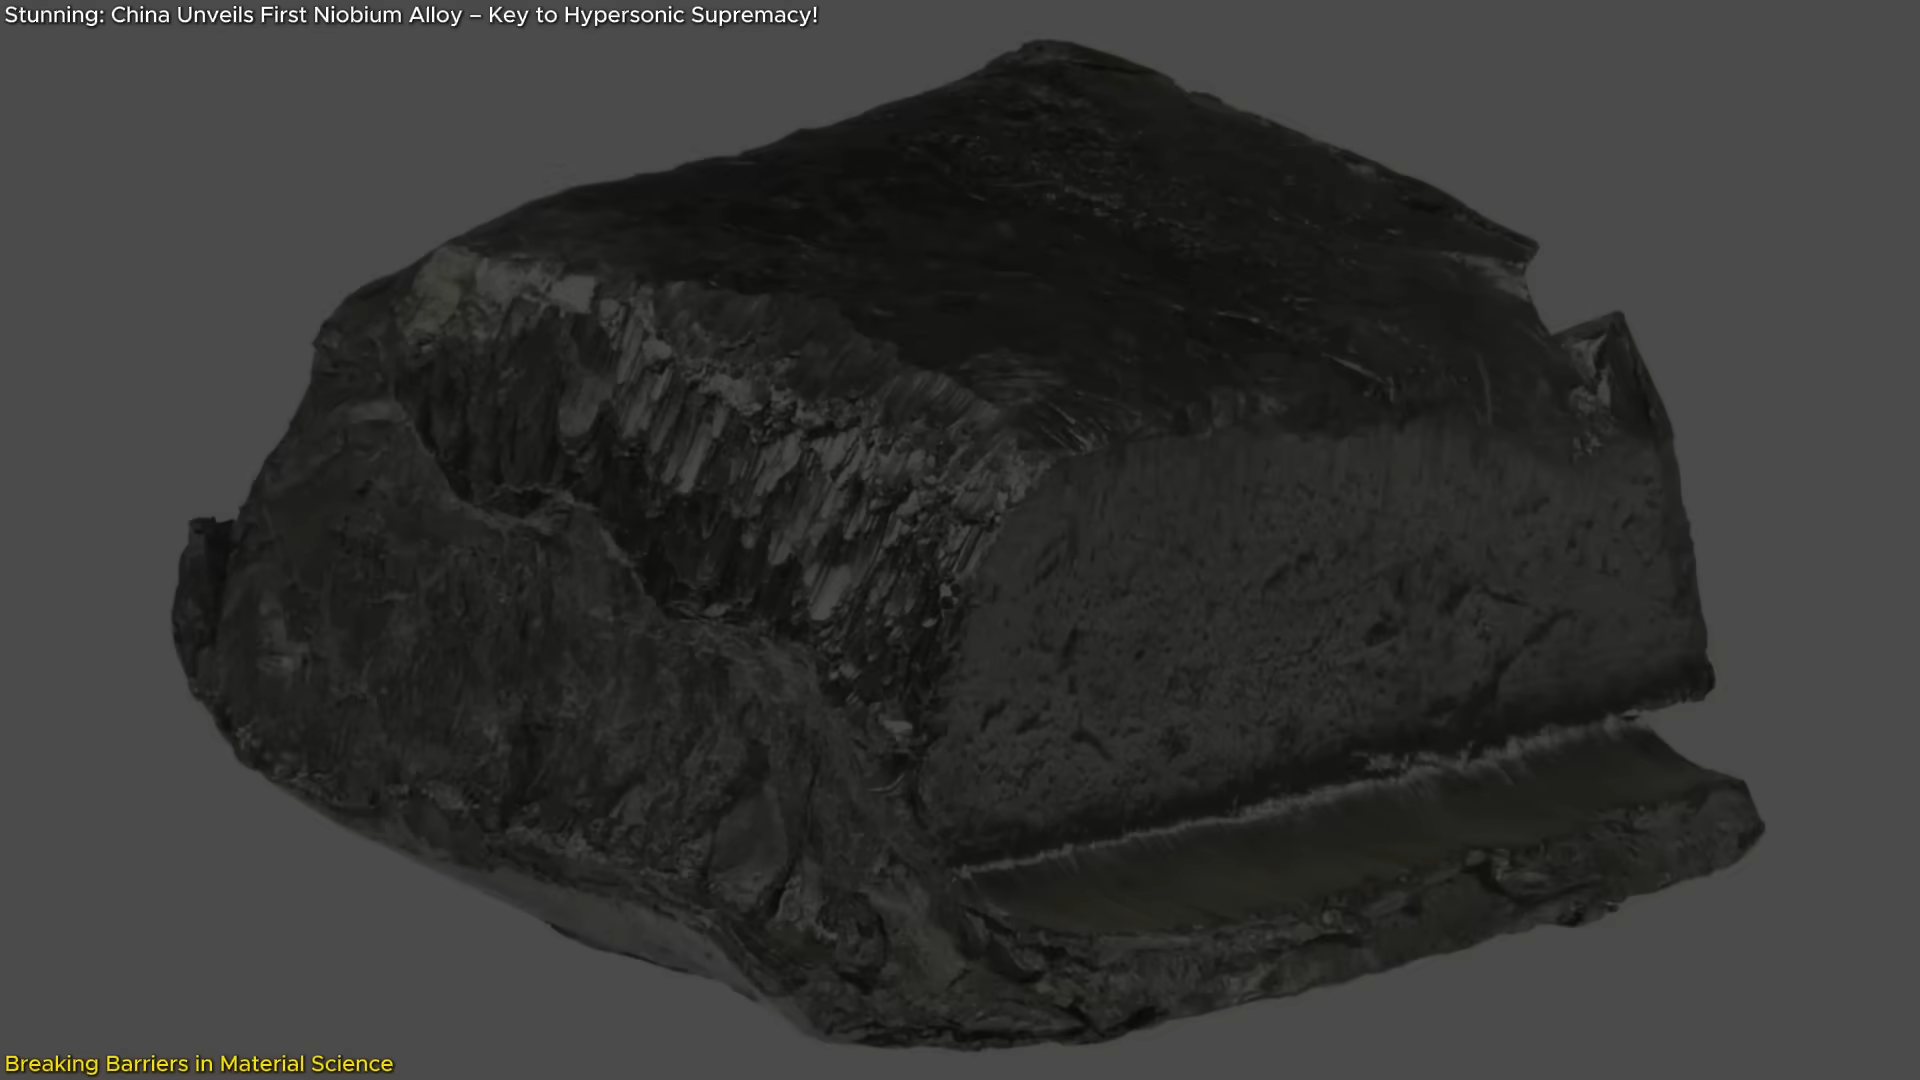 Stunning: China Unveils First Niobium Alloy – Key to Hypersonic Supremacy!
Breaking Barriers in Material Science